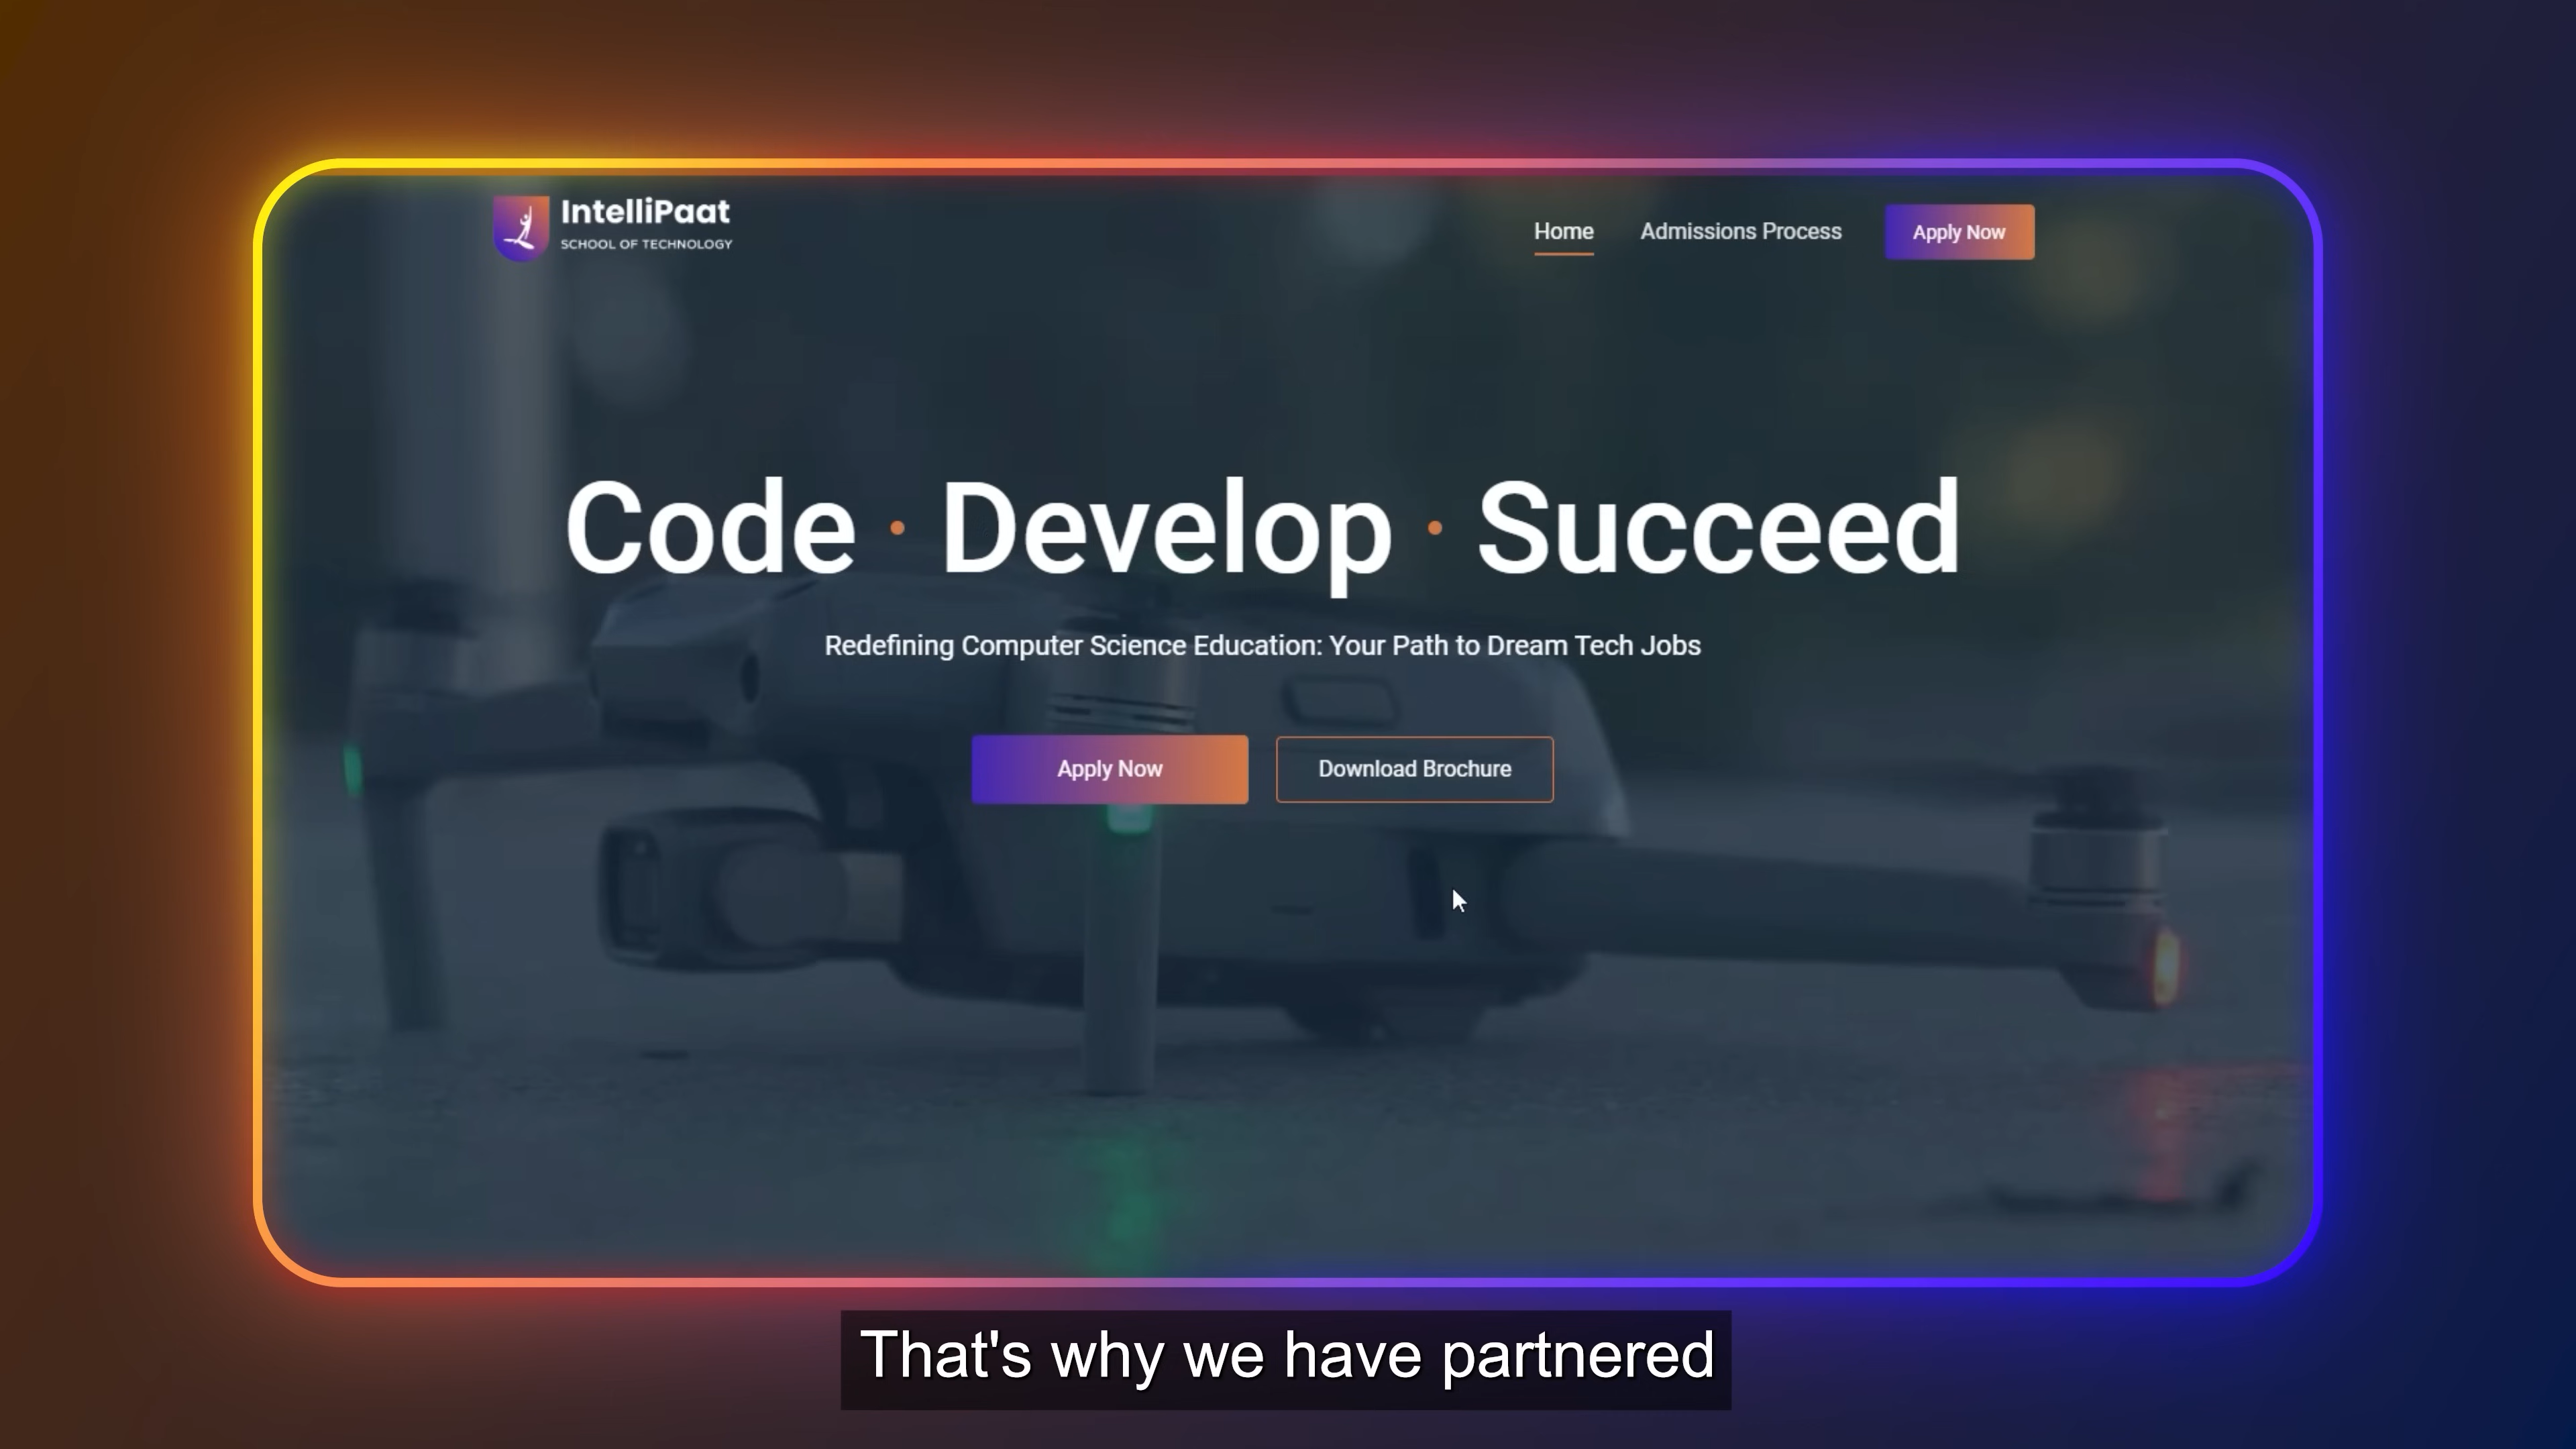 IntelliPaat
SCHOOL OF TECHNOLOGY
Home
Admissions Process
Apply Now
Code · Develop · Succeed
Redefining Computer Science Education: Your Path to Dream Tech Jobs
Apply Now
Download Brochure
That's why we have partnered